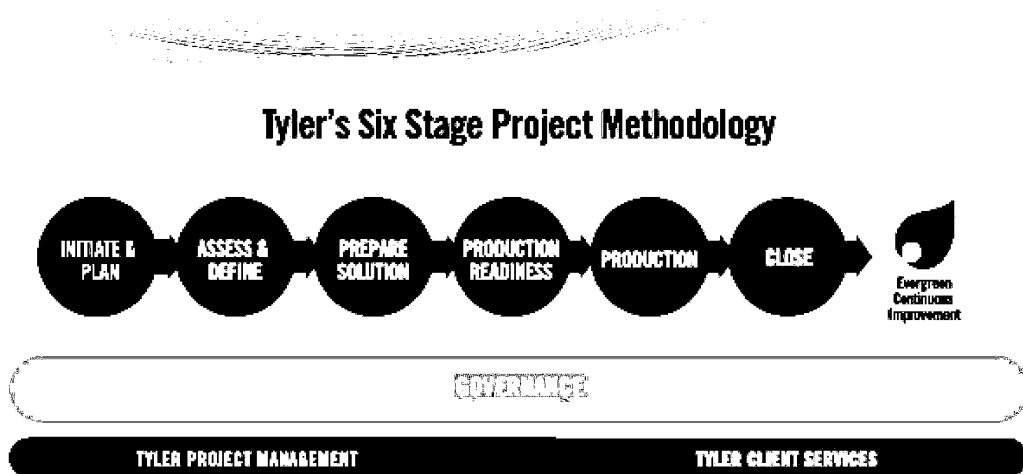 Tyler's Six Stage Project Methodology
INITIATE &
PLAN
ASSESS &
DEFINE
PREPARE
SOLUTION
PRODUCTION
READINESS
PRODUCTION
CLOSE
Evergreen
Continuous
Improvement
GOVERNANCE
TYLER PROJECT MANAGEMENT
TYLER CLIENT SERVICES